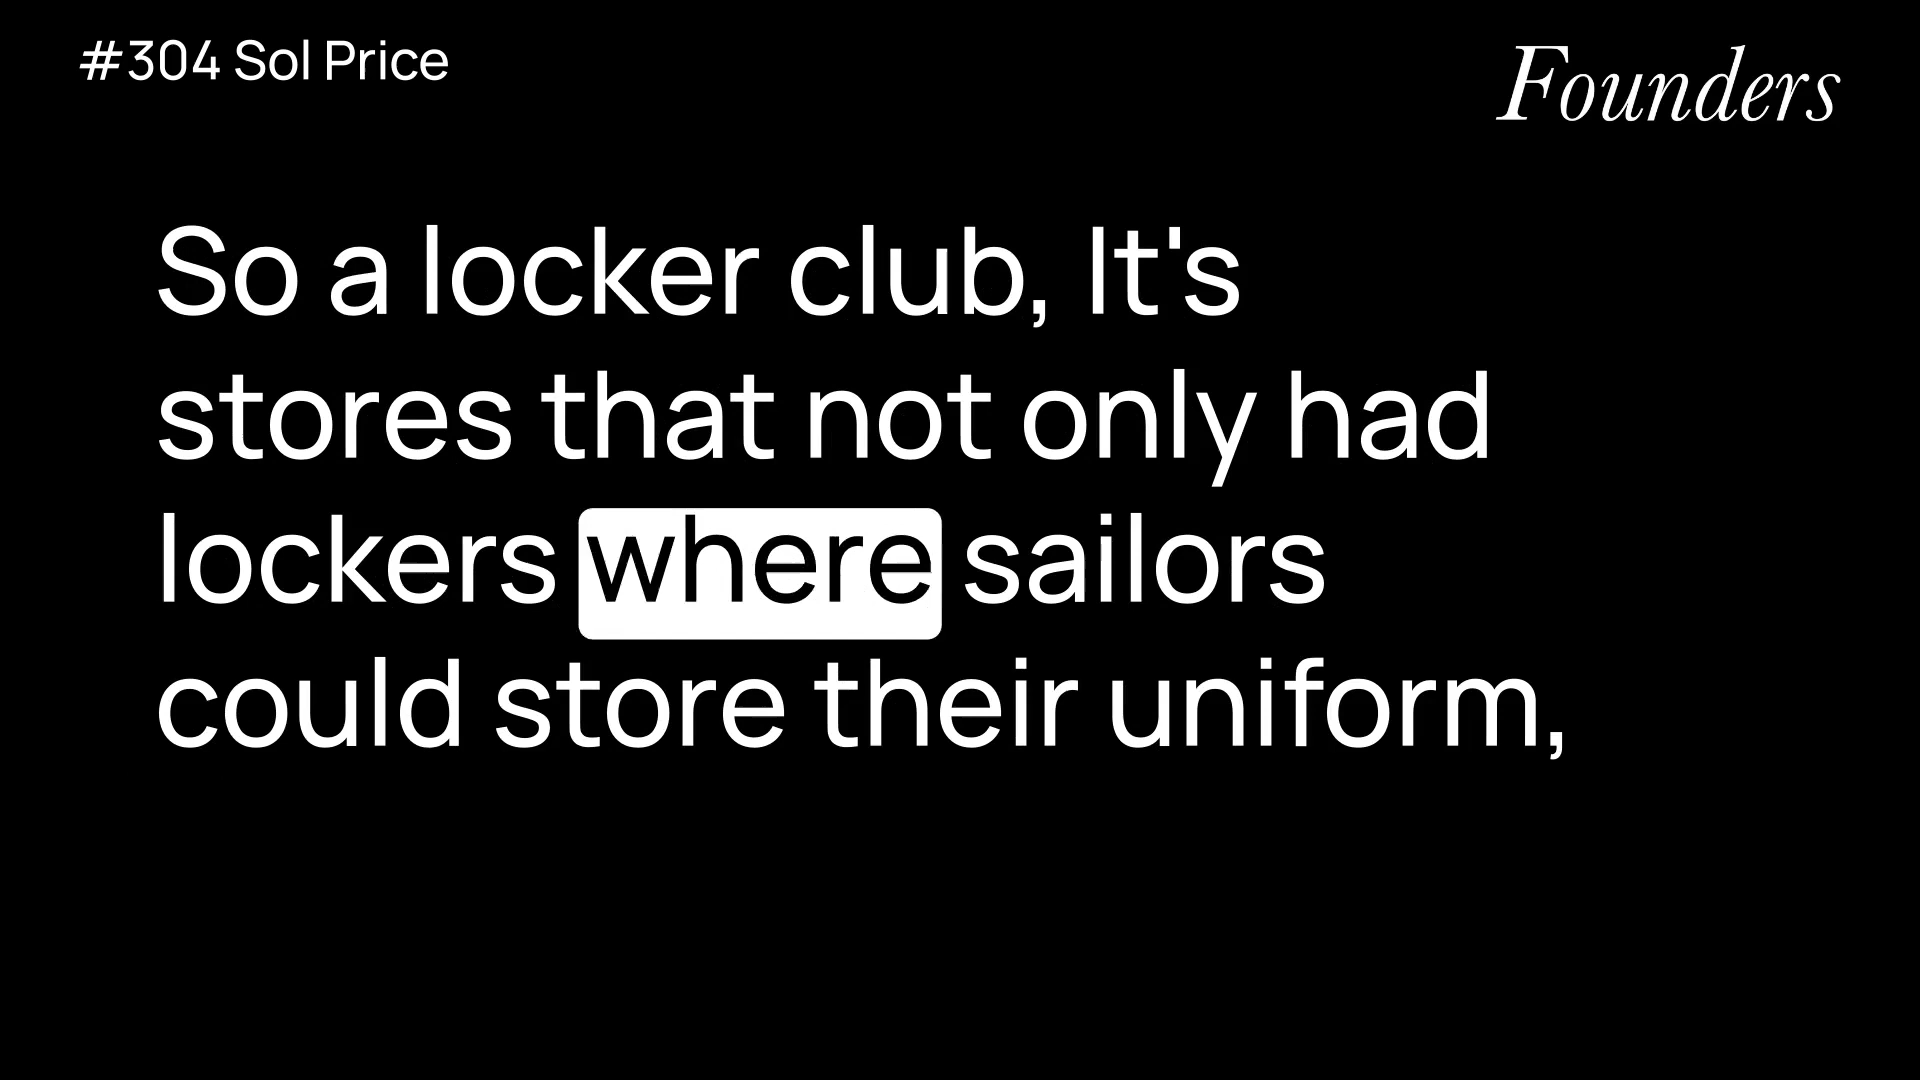 #304 Sol Price
Founders
So a locker club, It's
stores that not only had
lockers where sailors
could store their uniform,